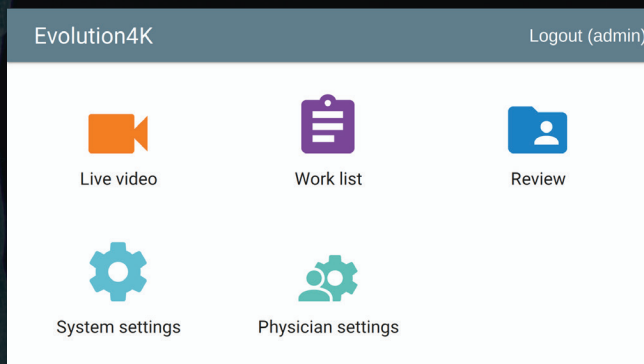 Evolution4K
Logout (admin)
Live video
Work list
Review
System settings
Physician settings